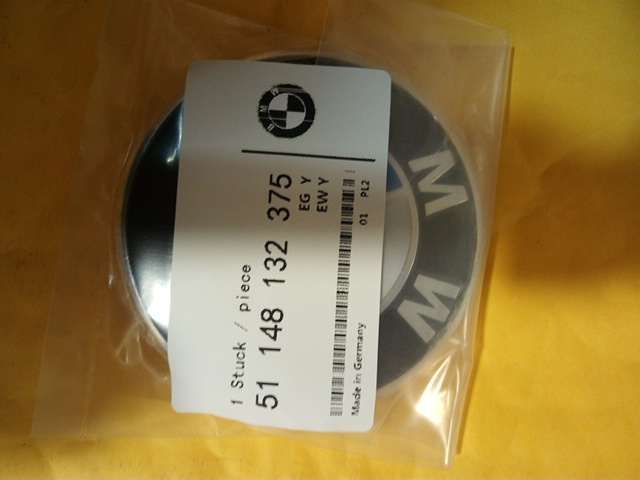 BMW
1 Stuck / piece
51 148 132 375
EG Y
EW Y
01 PL2
Made in Germany
M W